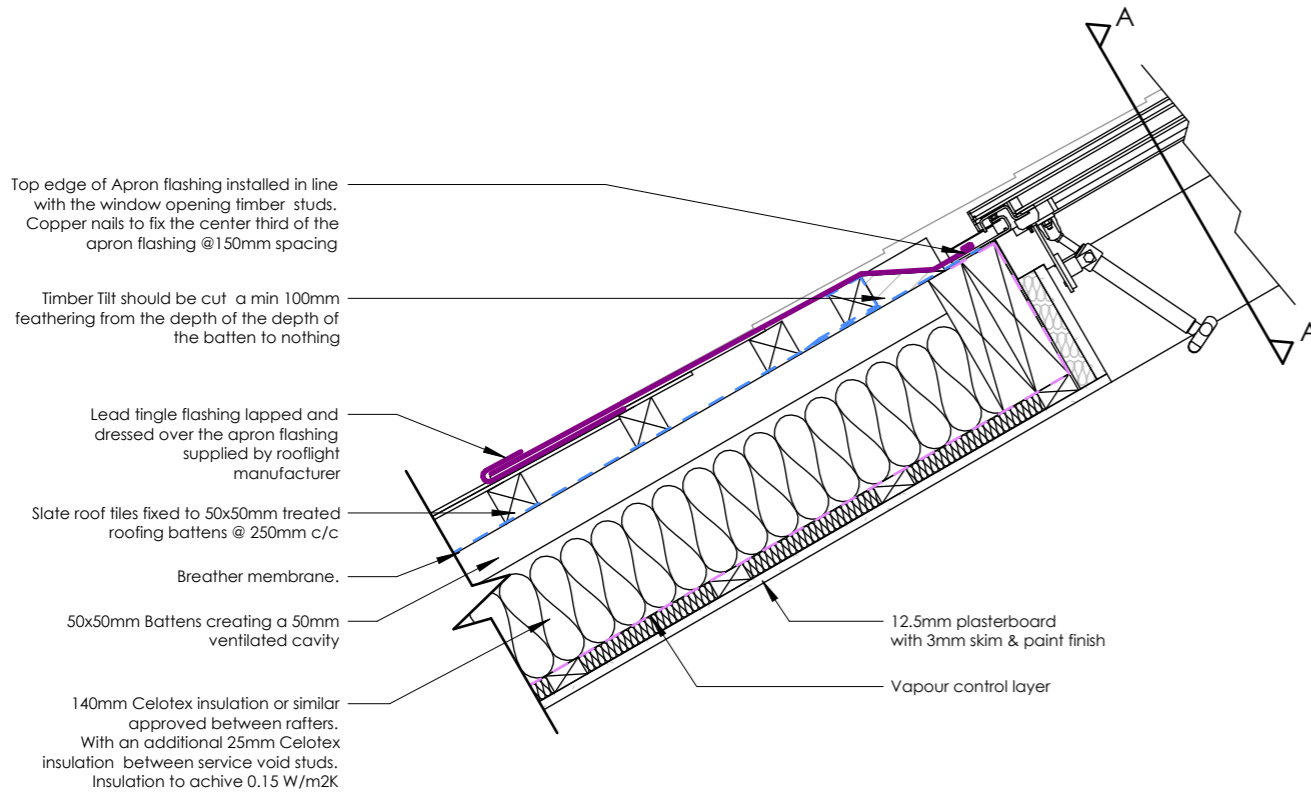 A
Top edge of Apron flashing installed in line
with the window opening timber studs.
Copper nails to fix the center third of the
apron flashing @150mm spacing
Timber Tilt should be cut a min 100mm
feathering from the depth of the depth of
the batten to nothing
A
Lead tingle flashing lapped and
dressed over the apron flashing
supplied by rooflight
manufacturer
Slate roof tiles fixed to 50x50mm treated
roofing battens @ 250mm c/c
Breather membrane.
50x50mm Battens creating a 50mm
ventilated cavity
12.5mm plasterboard
with 3mm skim & paint finish
Vapour control layer
140mm Celotex insulation or similar
approved between rafters.
With an additional 25mm Celotex
insulation between service void studs.
Insulation to achive 0.15 W/m2K